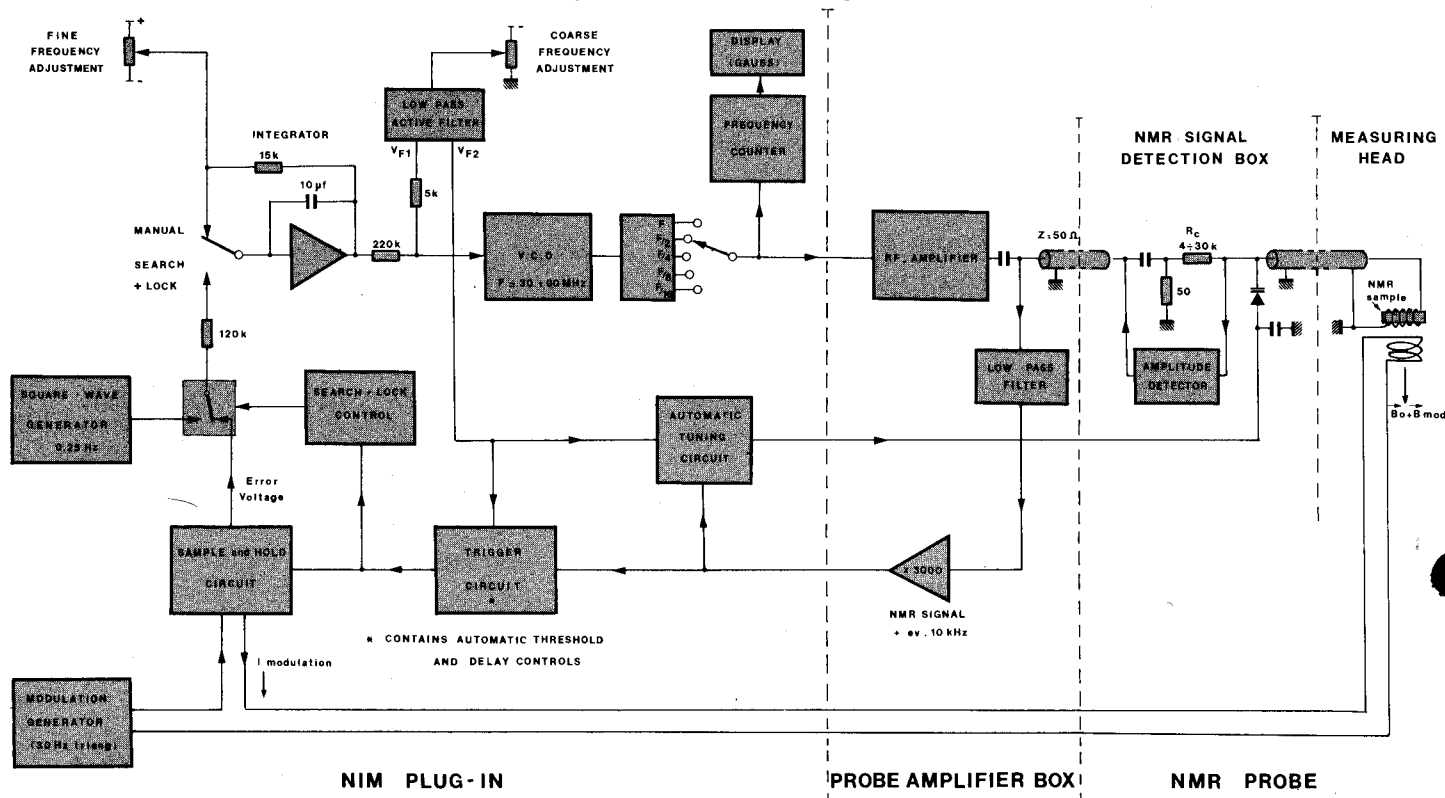 FINE
FREQUENCY
ADJUSTMENT
+
-
COARSE
FREQUENCY
ADJUSTMENT
-
LOW PASS
ACTIVE FILTER
VF1
VF2
5k
INTEGRATOR
15k
10 µf
220k
MANUAL
SEARCH
+ LOCK
120k
V.C.O
F = 30 ÷ 90 MHz
F
F/2
F/4
F/8
F/16
DISPLAY
(GAUSS)
FREQUENCY
COUNTER
RF. AMPLIFIER
Z=50Ω
NMR SIGNAL
DETECTION BOX
MEASURING
HEAD
Rc
4÷30k
50
NMR
sample
AMPLITUDE
DETECTOR
LOW PASS
FILTER
Bo+Bmod
SQUARE-WAVE
GENERATOR
0.25 Hz
SEARCH-LOCK
CONTROL
AUTOMATIC
TUNING
CIRCUIT
Error
Voltage
SAMPLE and HOLD
CIRCUIT
TRIGGER
CIRCUIT
*
x 3000
NMR SIGNAL
+ ev. 10 kHz
* CONTAINS AUTOMATIC THRESHOLD
AND DELAY CONTROLS
I modulation
MODULATION
GENERATOR
(30 Hz triang)
NIM PLUG-IN
PROBE AMPLIFIER BOX
NMR PROBE